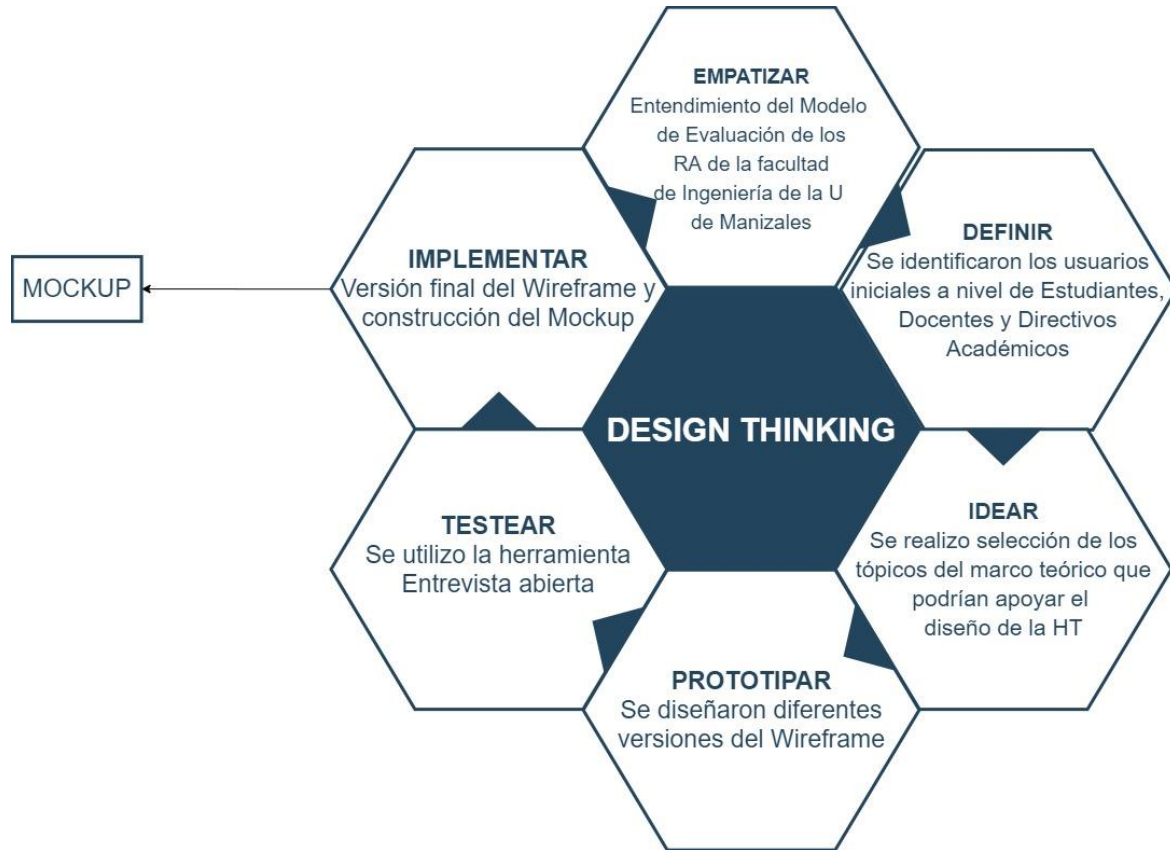 EMPATIZAR
Entendimiento del Modelo
de Evaluación de los
RA de la facultad
de Ingeniería de la U
de Manizales
DEFINIR
Se identificaron los usuarios
iniciales a nivel de Estudiantes,
Docentes y Directivos
Académicos
IDEAR
Se realizo selección de los
tópicos del marco teórico que
podrían apoyar el
diseño de la HT
PROTOTIPAR
Se diseñaron diferentes
versiones del Wireframe
TESTEAR
Se utilizo la herramienta
Entrevista abierta
IMPLEMENTAR
Versión final del Wireframe y
construcción del Mockup
MOCKUP
DESIGN THINKING